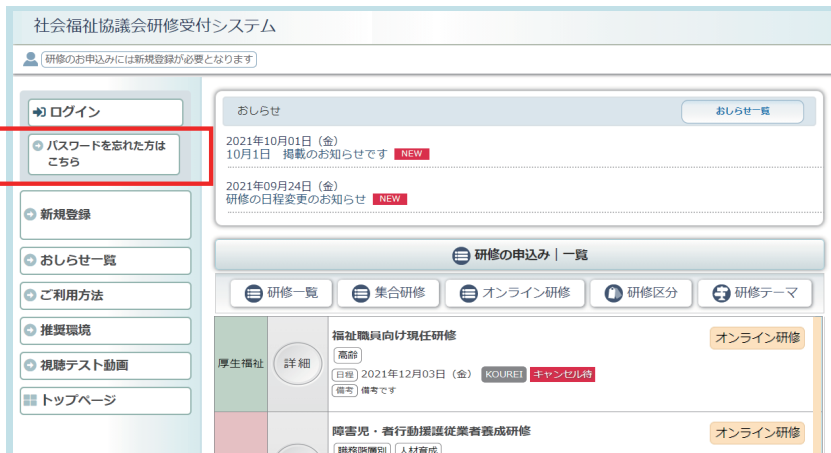 社会福祉協議会研修受付システム
研修のお申込みには新規登録が必要となります
ログイン
パスワードを忘れた方は
こちら
新規登録
おしらせ一覧
ご利用方法
推奨環境
視聴テスト動画
トップページ
おしらせ
おしらせ一覧
2021年10月01日（金）
10月1日　掲載のお知らせです NEW
2021年09月24日（金）
研修の日程変更のお知らせ NEW
研修の申込み｜一覧
研修一覧
集合研修
オンライン研修
研修区分
研修テーマ
厚生福祉
詳細
福祉職員向け現任研修
高齢
日程 2021年12月03日（金） KOUREI キャンセル待
備考 備考です
オンライン研修
障害児・者行動援護従業者養成研修
職務階層別 人材育成
オンライン研修